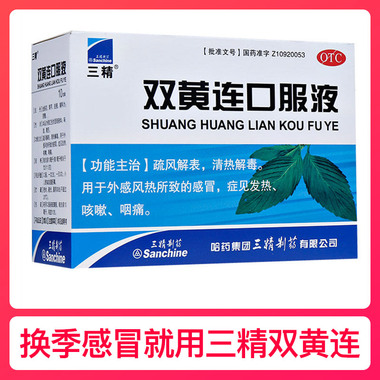 三精制药
Sanchine
三精®
【批准文号】国药准字 Z10920053
OTC
双黄连口服液
SHUANG HUANG LIAN KOU FU YE
【功能主治】疏风解表，清热解毒。
用于外感风热所致的感冒，症见发热、
咳嗽、咽痛。
三精制药
Sanchine
哈药集团三精制药有限公司
三精
双黄连口服液
换季感冒就用三精双黄连